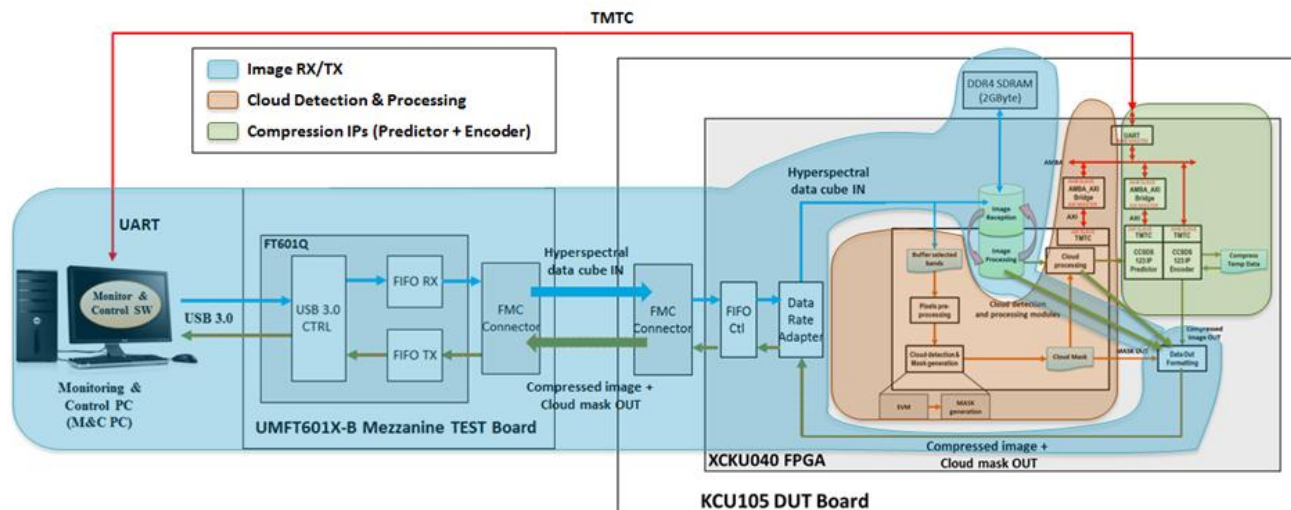 TMTC
Image RX/TX
Cloud Detection & Processing
Compression IPs (Predictor + Encoder)
UART
Monitor &
Control SW
Monitoring &
Control PC
(M&C PC)
USB 3.0
FT601Q
USB 3.0
CTRL
FIFO RX
FIFO TX
FMC
Connector
UMFT601X-B Mezzanine TEST Board
Hyperspectral
data cube IN
Compressed image +
Cloud mask OUT
FMC
Connector
FIFO
Ctl
Data
Rate
Adapter
Hyperspectral
data cube IN
DDR4 SDRAM
(2GByte)
Image
Reception
Image
Processing
Buffer selected
bands
Pixels pre-
processing
Cloud detection &
Mask generation
SVM
MASK
generation
Cloud Mask
Cloud detection
and processing modules
Cloud
processing
TMTC
AXI
AMBA_AXI
Bridge
UART
AMBA_AXI
Bridge
AXI
TMTC
TMTC
CCSDS
123 IP
Predictor
CCSDS
123 IP
Encoder
Compress
Temp Data
Compressed
Image OUT
MASK OUT
Data Out
Formatting
Compressed image +
Cloud mask OUT
XCKU040 FPGA
KCU105 DUT Board